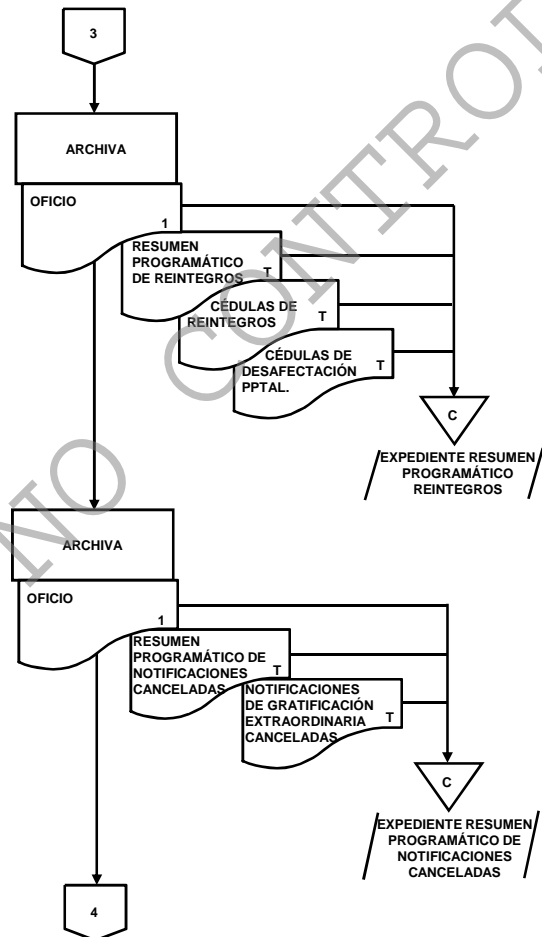 3
ARCHIVA
OFICIO
1
RESUMEN
PROGRAMÁTICO
DE REINTEGROS
T
CÉDULAS DE
REINTEGROS
T
CÉDULAS DE
DESAFECTACIÓN
PPTAL.
T
C
EXPEDIENTE RESUMEN
PROGRAMÁTICO
REINTEGROS
ARCHIVA
OFICIO
1
RESUMEN
PROGRAMÁTICO DE
NOTIFICACIONES
CANCELADAS
T
NOTIFICACIONES
DE GRATIFICACIÓN
EXTRAORDINARIA
CANCELADAS
T
C
EXPEDIENTE RESUMEN
PROGRAMÁTICO DE
NOTIFICACIONES
CANCELADAS
4
NO CONTROL